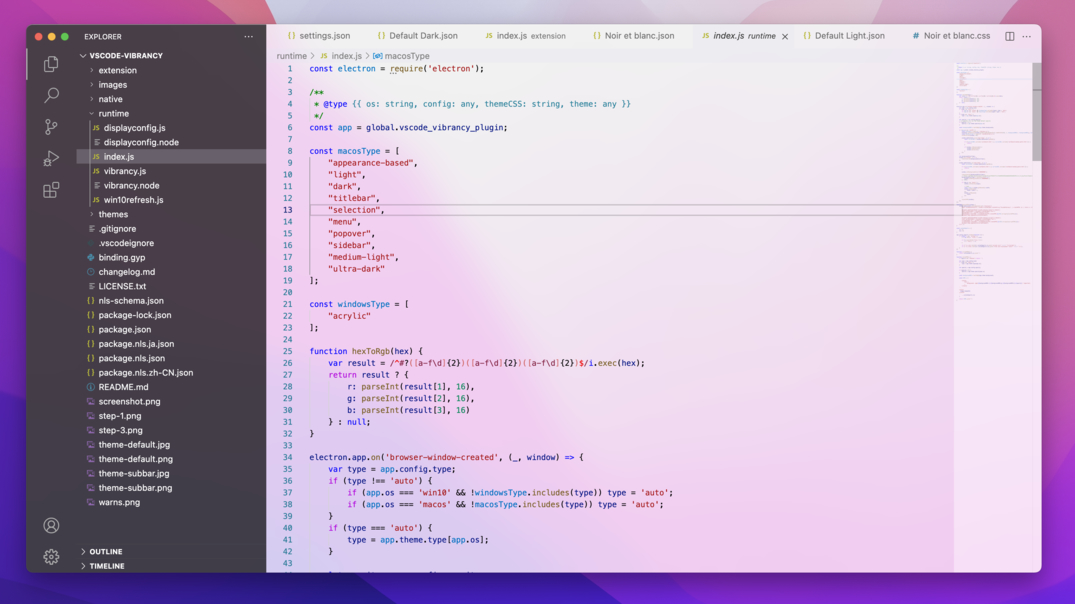 EXPLORER
VSCODE-VIBRANCY
extension
images
native
runtime
displayconfig.js
displayconfig.node
index.js
vibrancy.js
vibrancy.node
win10refresh.js
themes
.gitignore
.vscodeignore
binding.gyp
changelog.md
LICENSE.txt
nls-schema.json
package-lock.json
package.json
package.nls.ja.json
package.nls.json
package.nls.zh-CN.json
README.md
screenshot.png
step-1.png
step-3.png
theme-default.jpg
theme-default.png
theme-subbar.jpg
theme-subbar.png
warns.png
OUTLINE
TIMELINE
{} settings.json {} Default Dark.json JS index.js extension {} Noir et blanc.json JS index.js runtime {} Default Light.json # Noir et blanc.css
runtime > JS index.js > macosType
1 const electron = require('electron');
2
3 /**
4 * @type {{ os: string, config: any, themeCSS: string, theme: any }}
5 */
6 const app = global.vscode_vibrancy_plugin;
7
8 const macosType = [
9 "appearance-based",
10 "light",
11 "dark",
12 "titlebar",
13 "selection",
14 "menu",
15 "popover",
16 "sidebar",
17 "medium-light",
18 "ultra-dark"
19 ];
20
21 const windowsType = [
22 "acrylic"
23 ];
24
25 function hexToRgb(hex) {
26 var result = /^#?([a-f\d]{2})([a-f\d]{2})([a-f\d]{2})$/i.exec(hex);
27 return result ? {
28 r: parseInt(result[1], 16),
29 g: parseInt(result[2], 16),
30 b: parseInt(result[3], 16)
31 } : null;
32 }
33
34 electron.app.on('browser-window-created', (_, window) => {
35 var type = app.config.type;
36 if (type !== 'auto') {
37 if (app.os === 'win10' && !windowsType.includes(type)) type = 'auto';
38 if (app.os === 'macos' && !macosType.includes(type)) type = 'auto';
39 }
40 if (type === 'auto') {
41 type = app.theme.type[app.os];
42 }
43